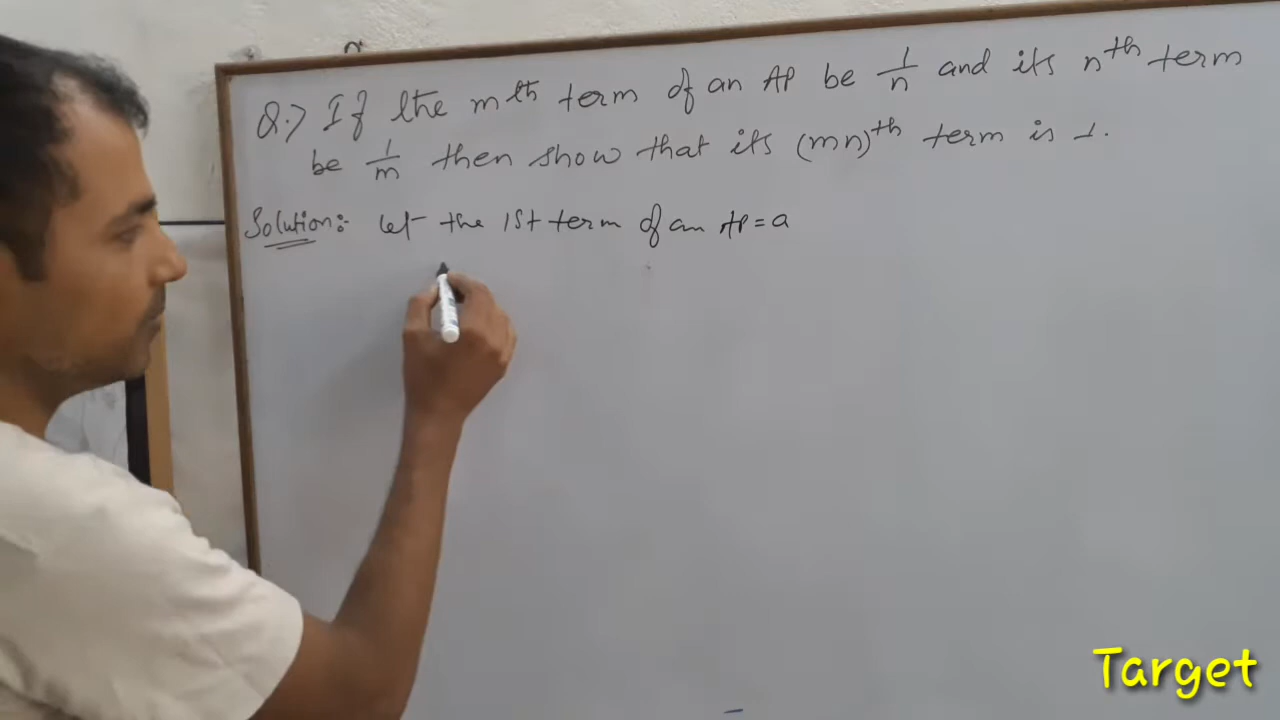 Q.> If the mth term of an AP be 1/n and its nth term
be 1/m then show that its (mn)th term is 1.
Solution:- Let the 1st term of an AP = a
Target